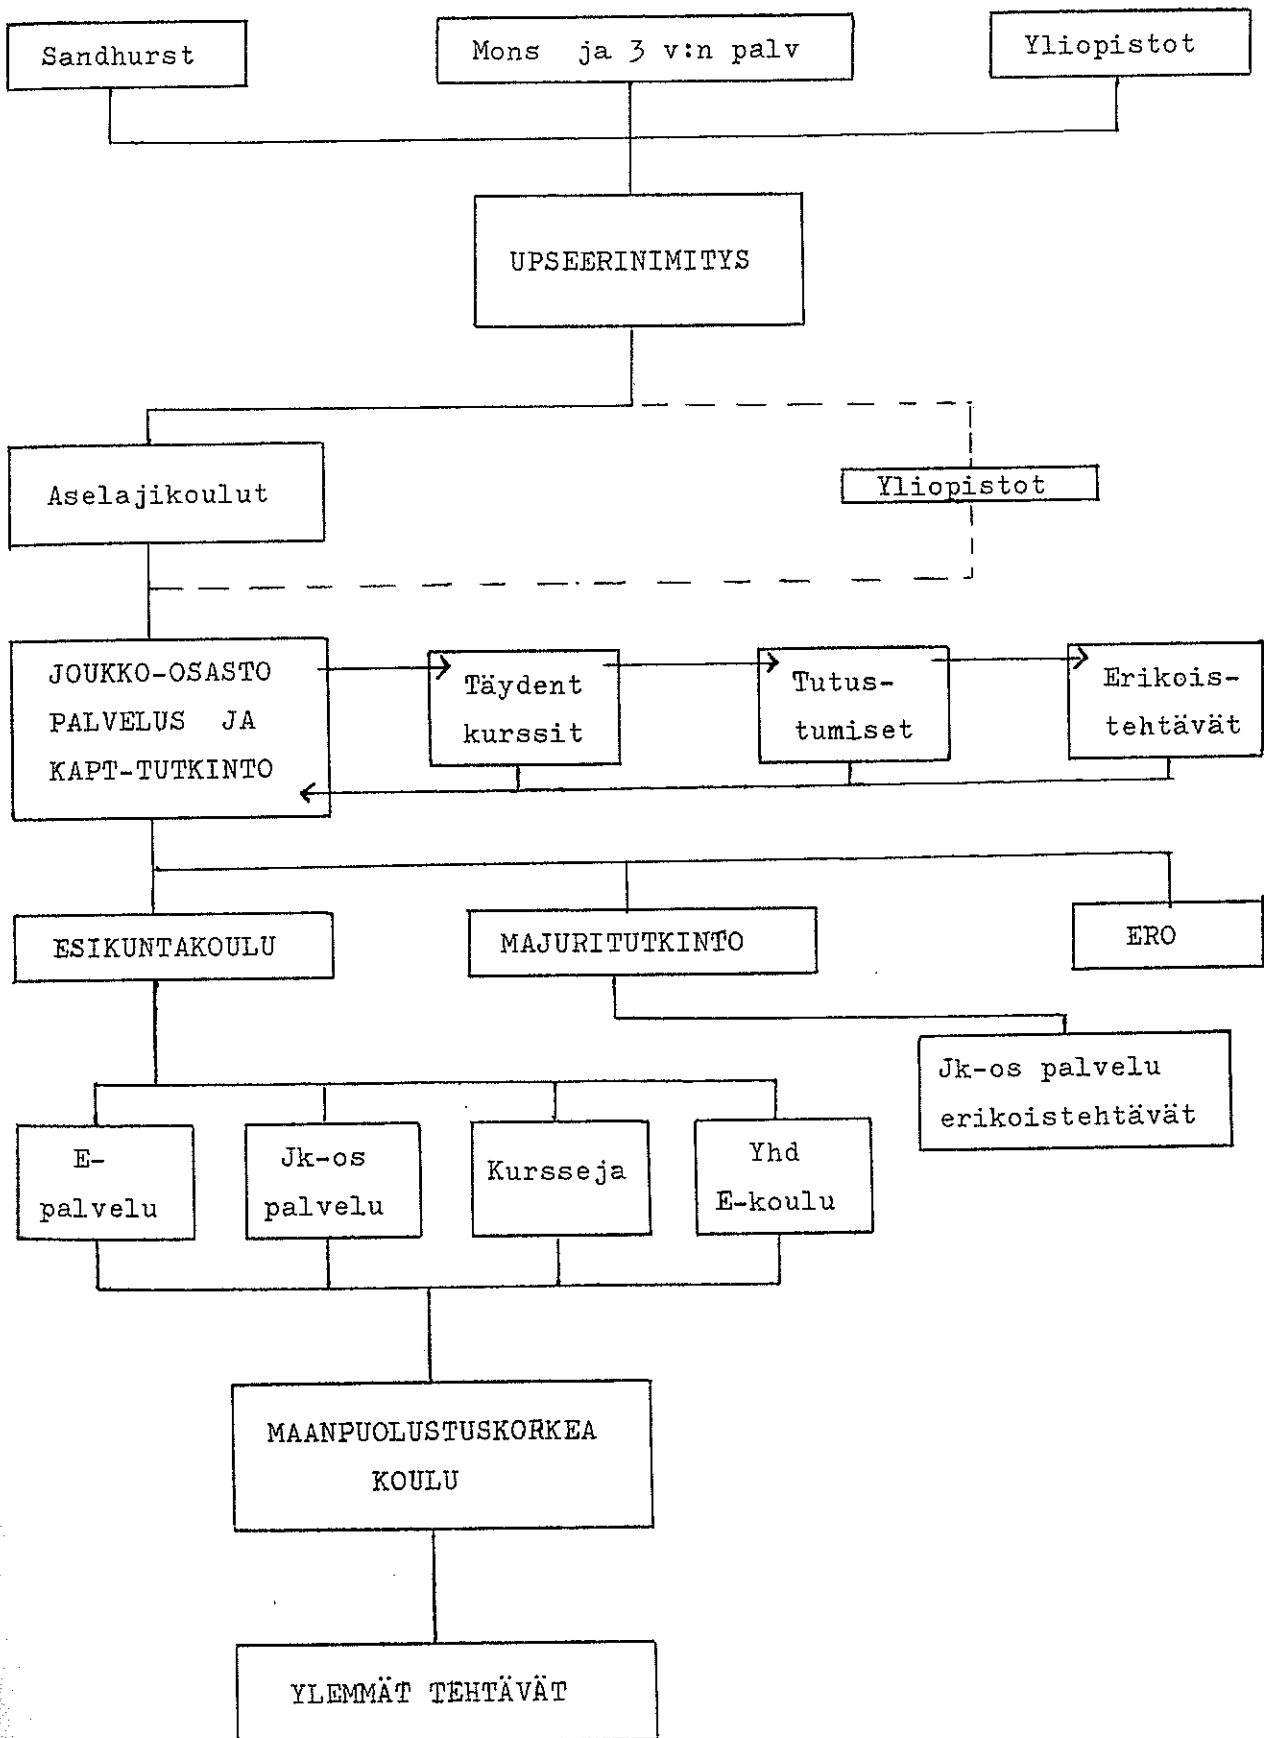 Sandhurst
Mons ja 3 v:n palv
Yliopistot
UPSEERINIMITYS
Aselajikoulut
Yliopistot
JOUKKO-OSASTO
PALVELUS JA
KAPT-TUTKINTO
Täydent
kurssit
Tutus-
tumiset
Erikois-
tehtävät
ESIKUNTAKOULU
MAJURITUTKINTO
ERO
Jk-os palvelu
erikoistehtävät
E-
palvelu
Jk-os
palvelu
Kursseja
Yhd
E-koulu
MAANPUOLUSTUSKORKEA
KOULU
YLEMMÄT TEHTÄVÄT